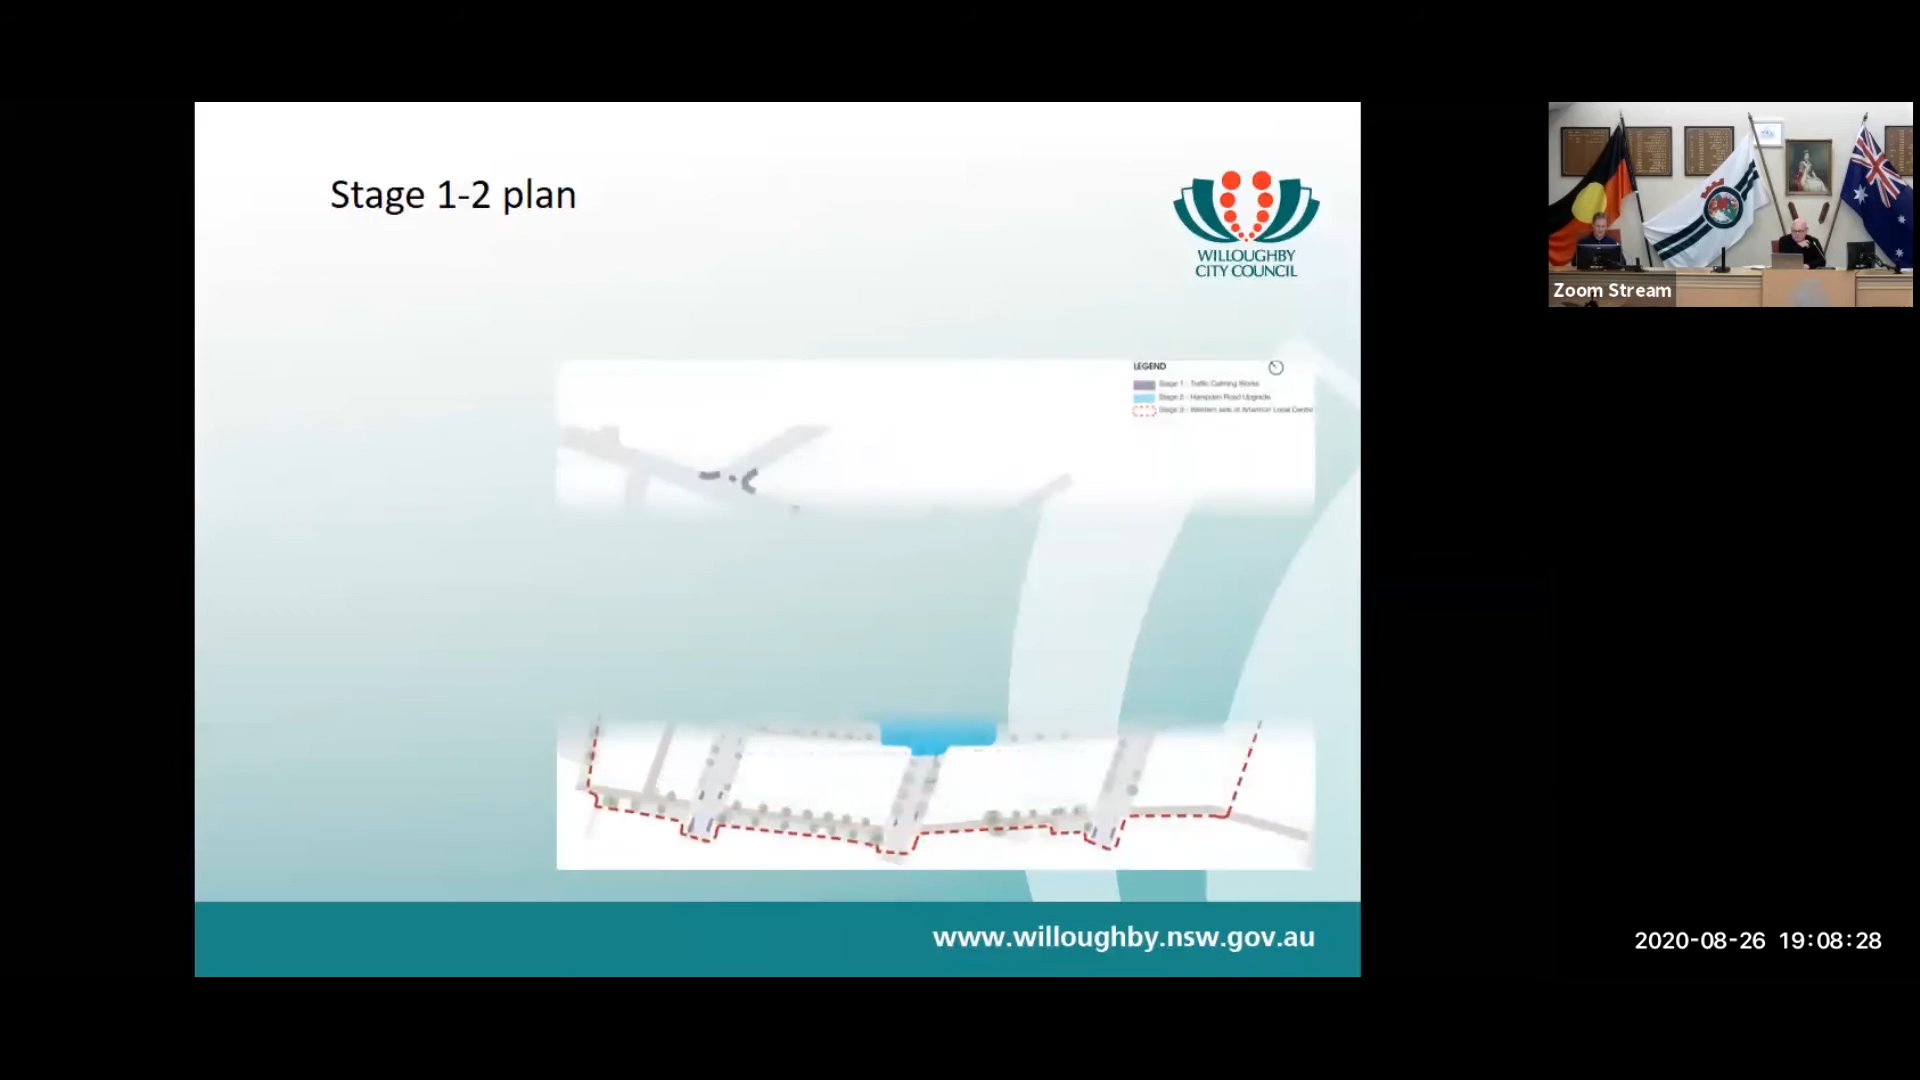 Stage 1-2 plan
WILLOUGHBY
CITY COUNCIL
LEGEND
Stage 1 - Traffic Calming Works
Stage 2 - Hampden Road Upgrade
Stage 3 - Western side of Artarmon Local Centre
www.willoughby.nsw.gov.au
Zoom Stream
2020-08-26 19:08:28